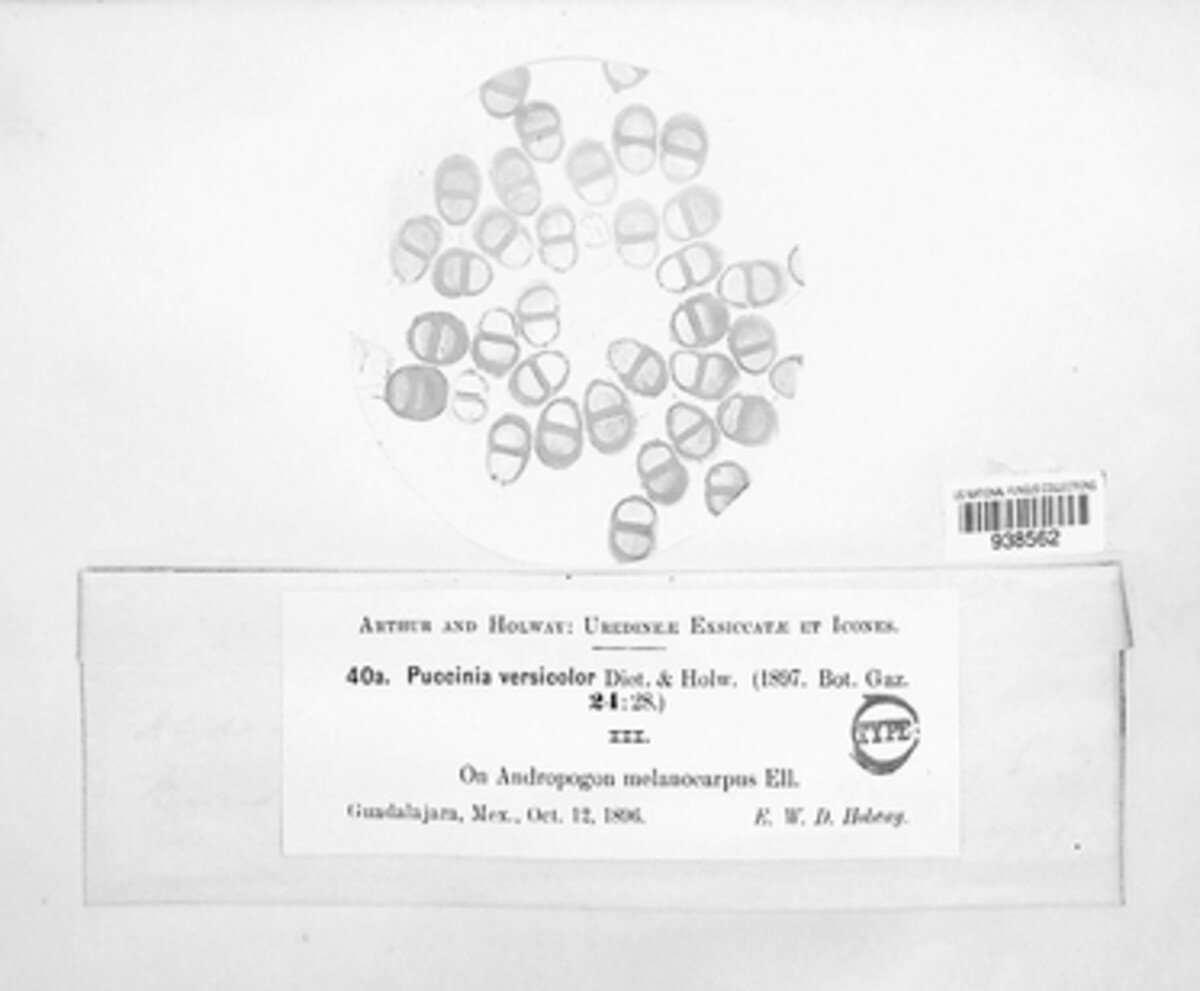 US NATIONAL FUNGUS COLLECTIONS
938562
ARTHUR AND HOLWAY: UREDINEÆ EXSICCATÆ ET ICONES.
40a. Puccinia versicolor Diet. & Holw. (1897. Bot. Gaz.
24:28.)
III.
TYPE
On Andropogon melanocarpus Ell.
Guadalajara, Mex., Oct. 12, 1896. E. W. D. Holway.